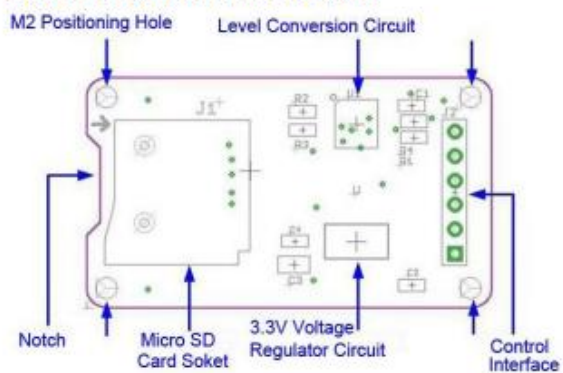 M2 Positioning Hole
Level Conversion Circuit
J1
R2
R3
C1
R4
J2
Notch
Micro SD
Card Soket
3.3V Voltage
Regulator Circuit
Control
Interface